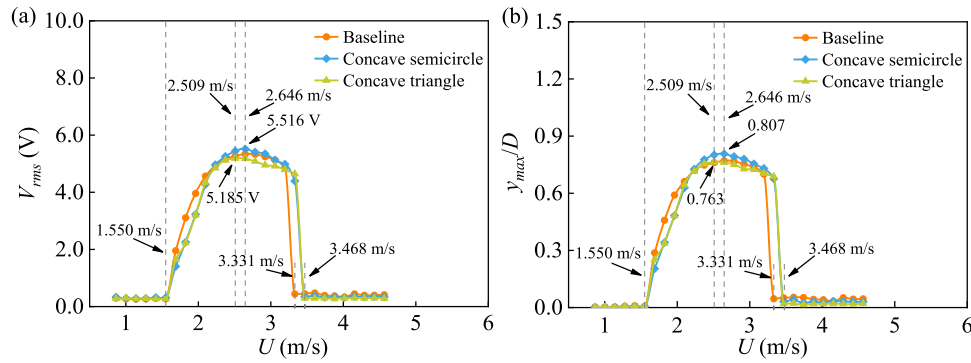 (a)
10.0
8.0
6.0
4.0
2.0
0.0
V_rms (V)
Baseline
Concave semicircle
Concave triangle
2.509 m/s
2.646 m/s
5.516 V
5.185 V
1.550 m/s
3.331 m/s
3.468 m/s
1 2 3 4 5 6
U (m/s)
(b)
1.5
1.2
0.9
0.6
0.3
0.0
y_max/D
Baseline
Concave semicircle
Concave triangle
2.509 m/s
2.646 m/s
0.807
0.763
1.550 m/s
3.331 m/s
3.468 m/s
1 2 3 4 5 6
U (m/s)